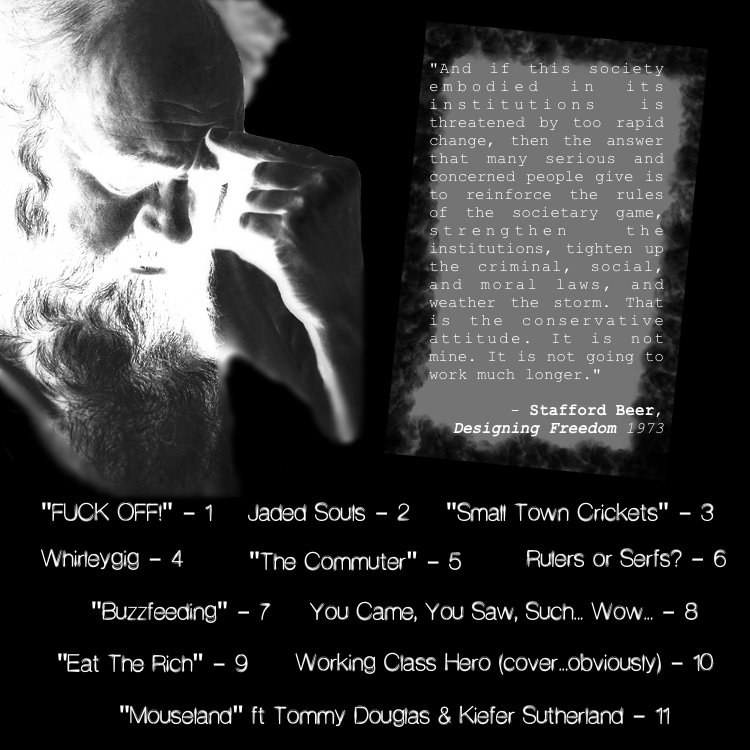 "And if this society
embodied in its
institutions is
threatened by too rapid
change, then the answer
that many serious and
concerned people give is
to reinforce the rules
of the societary game,
strengthen the
institutions, tighten up
the criminal, social,
and moral laws, and
weather the storm. That
is the conservative
attitude. It is not
mine. It is not going to
work much longer."
- Stafford Beer,
Designing Freedom 1973
"FUCK OFF!" - 1 Jaded Souls - 2 "Small Town Crickets" - 3
Whirleygig - 4 "The Commuter" - 5 Rulers or Serfs? - 6
"Buzzfeeding" - 7 You Came, You Saw, Such... Wow... - 8
"Eat The Rich" - 9 Working Class Hero (cover...obviously) - 10
"Mouseland" ft Tommy Douglas & Kiefer Sutherland - 11